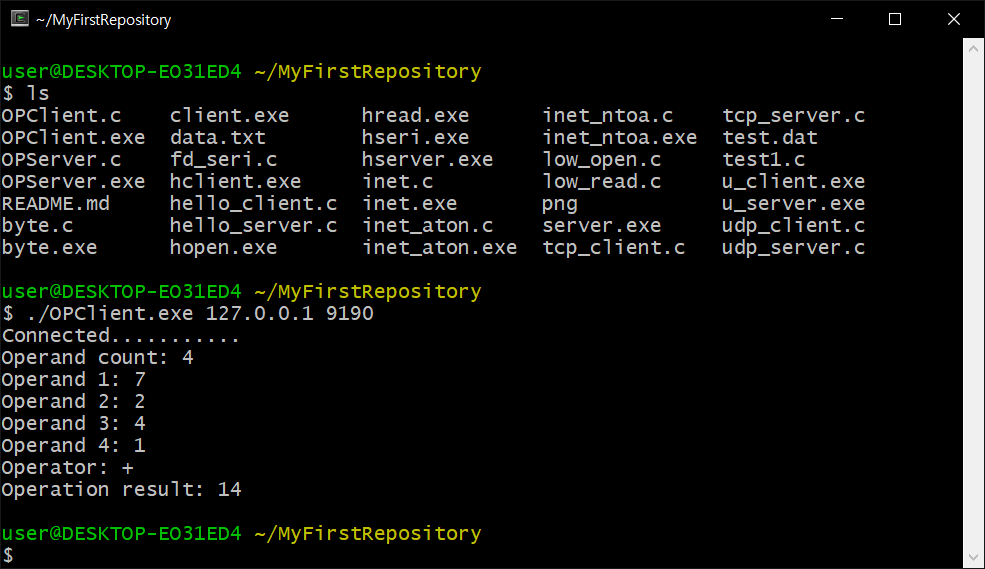 ~/MyFirstRepository
user@DESKTOP-EO31ED4 ~/MyFirstRepository
$ ls
OPClient.c    client.exe      hread.exe      inet_ntoa.c    tcp_server.c
OPClient.exe  data.txt        hseri.exe      inet_ntoa.exe  test.dat
OPServer.c    fd_seri.c       hserver.exe    low_open.c     test1.c
OPServer.exe  hclient.exe     inet.c         low_read.c     u_client.exe
README.md     hello_client.c  inet.exe       png            u_server.exe
byte.c        hello_server.c  inet_aton.c    server.exe     udp_client.c
byte.exe      hopen.exe       inet_aton.exe  tcp_client.c   udp_server.c
user@DESKTOP-EO31ED4 ~/MyFirstRepository
$ ./OPClient.exe 127.0.0.1 9190
Connected...........
Operand count: 4
Operand 1: 7
Operand 2: 2
Operand 3: 4
Operand 4: 1
Operator: +
Operation result: 14
user@DESKTOP-EO31ED4 ~/MyFirstRepository
$